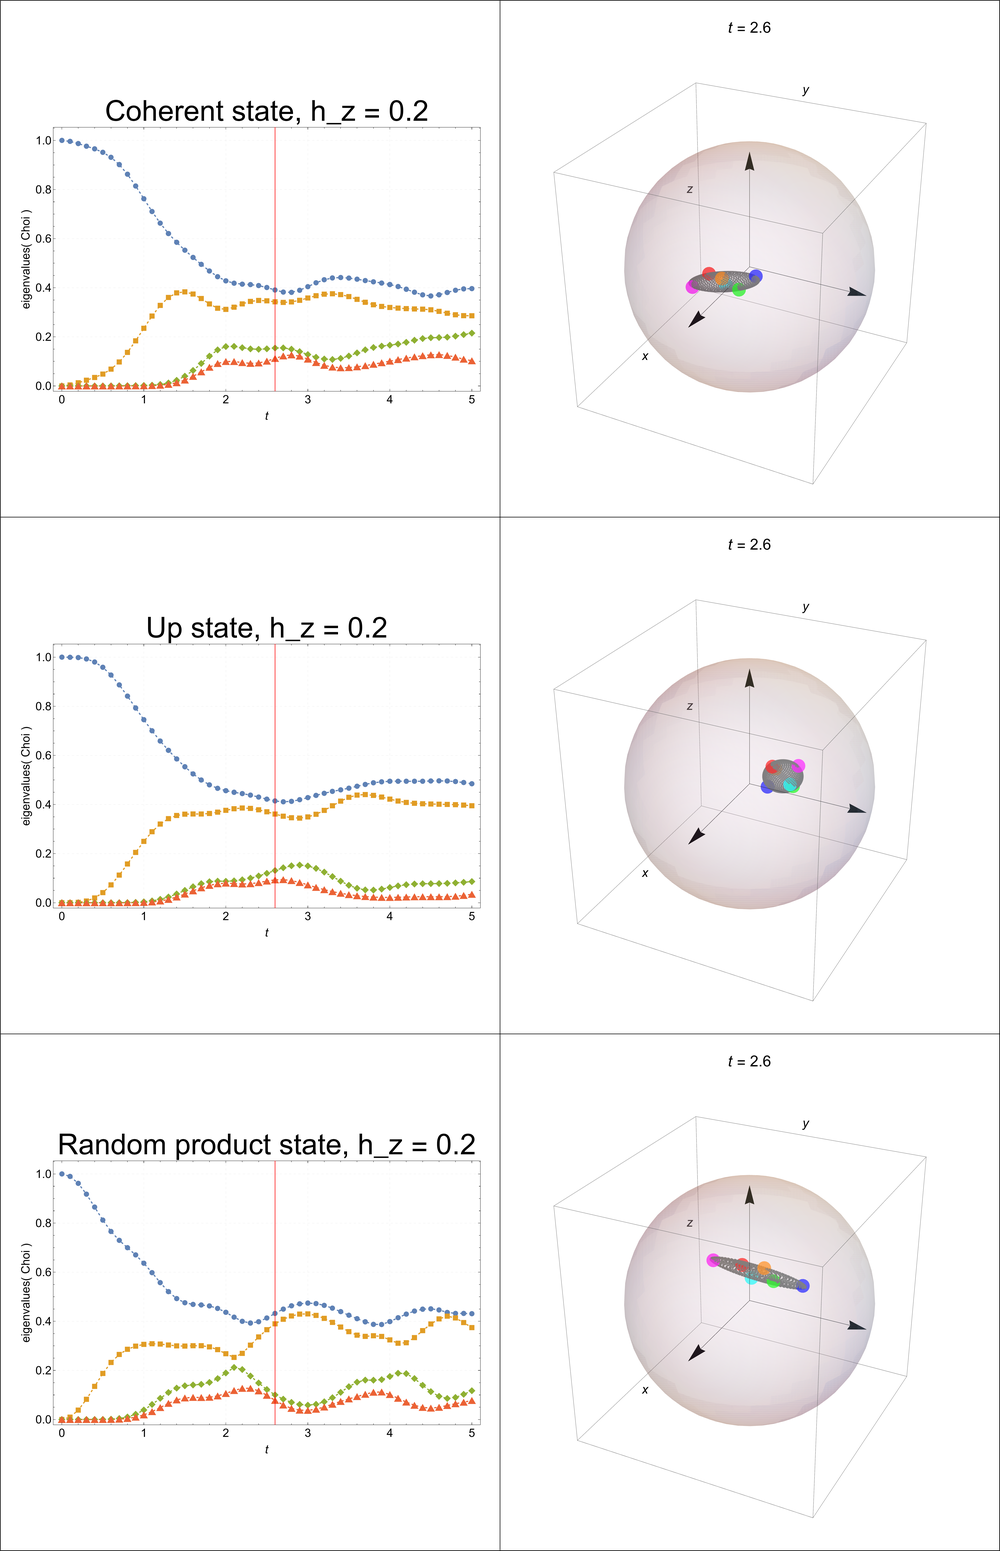 Coherent state, h_z = 0.2
eigenvalues( Choi )
1.0
0.8
0.6
0.4
0.2
0.0
0 1 2 3 4 5
t
t = 2.6
y
z
x
Up state, h_z = 0.2
eigenvalues( Choi )
1.0
0.8
0.6
0.4
0.2
0.0
0 1 2 3 4 5
t
t = 2.6
y
z
x
Random product state, h_z = 0.2
eigenvalues( Choi )
1.0
0.8
0.6
0.4
0.2
0.0
0 1 2 3 4 5
t
t = 2.6
y
z
x